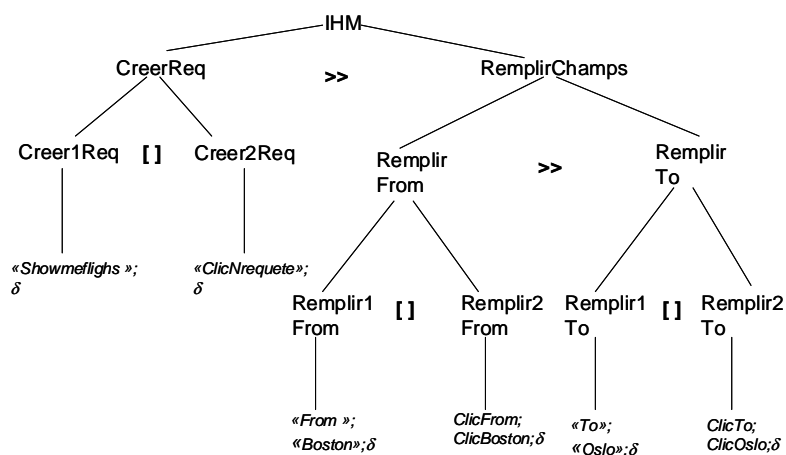 IHM
CreerReq >> RemplirChamps
Creer1Req [ ] Creer2Req
Remplir
From
>>
Remplir
To
«Showmeflighs »;
δ
«ClicNrequete»;
δ
Remplir1
From
[ ]
Remplir2
From
Remplir1
To
[ ]
Remplir2
To
«From »;
«Boston»;δ
ClicFrom;
ClicBoston;δ
«To»;
«Oslo»;δ
ClicTo;
ClicOslo;δ